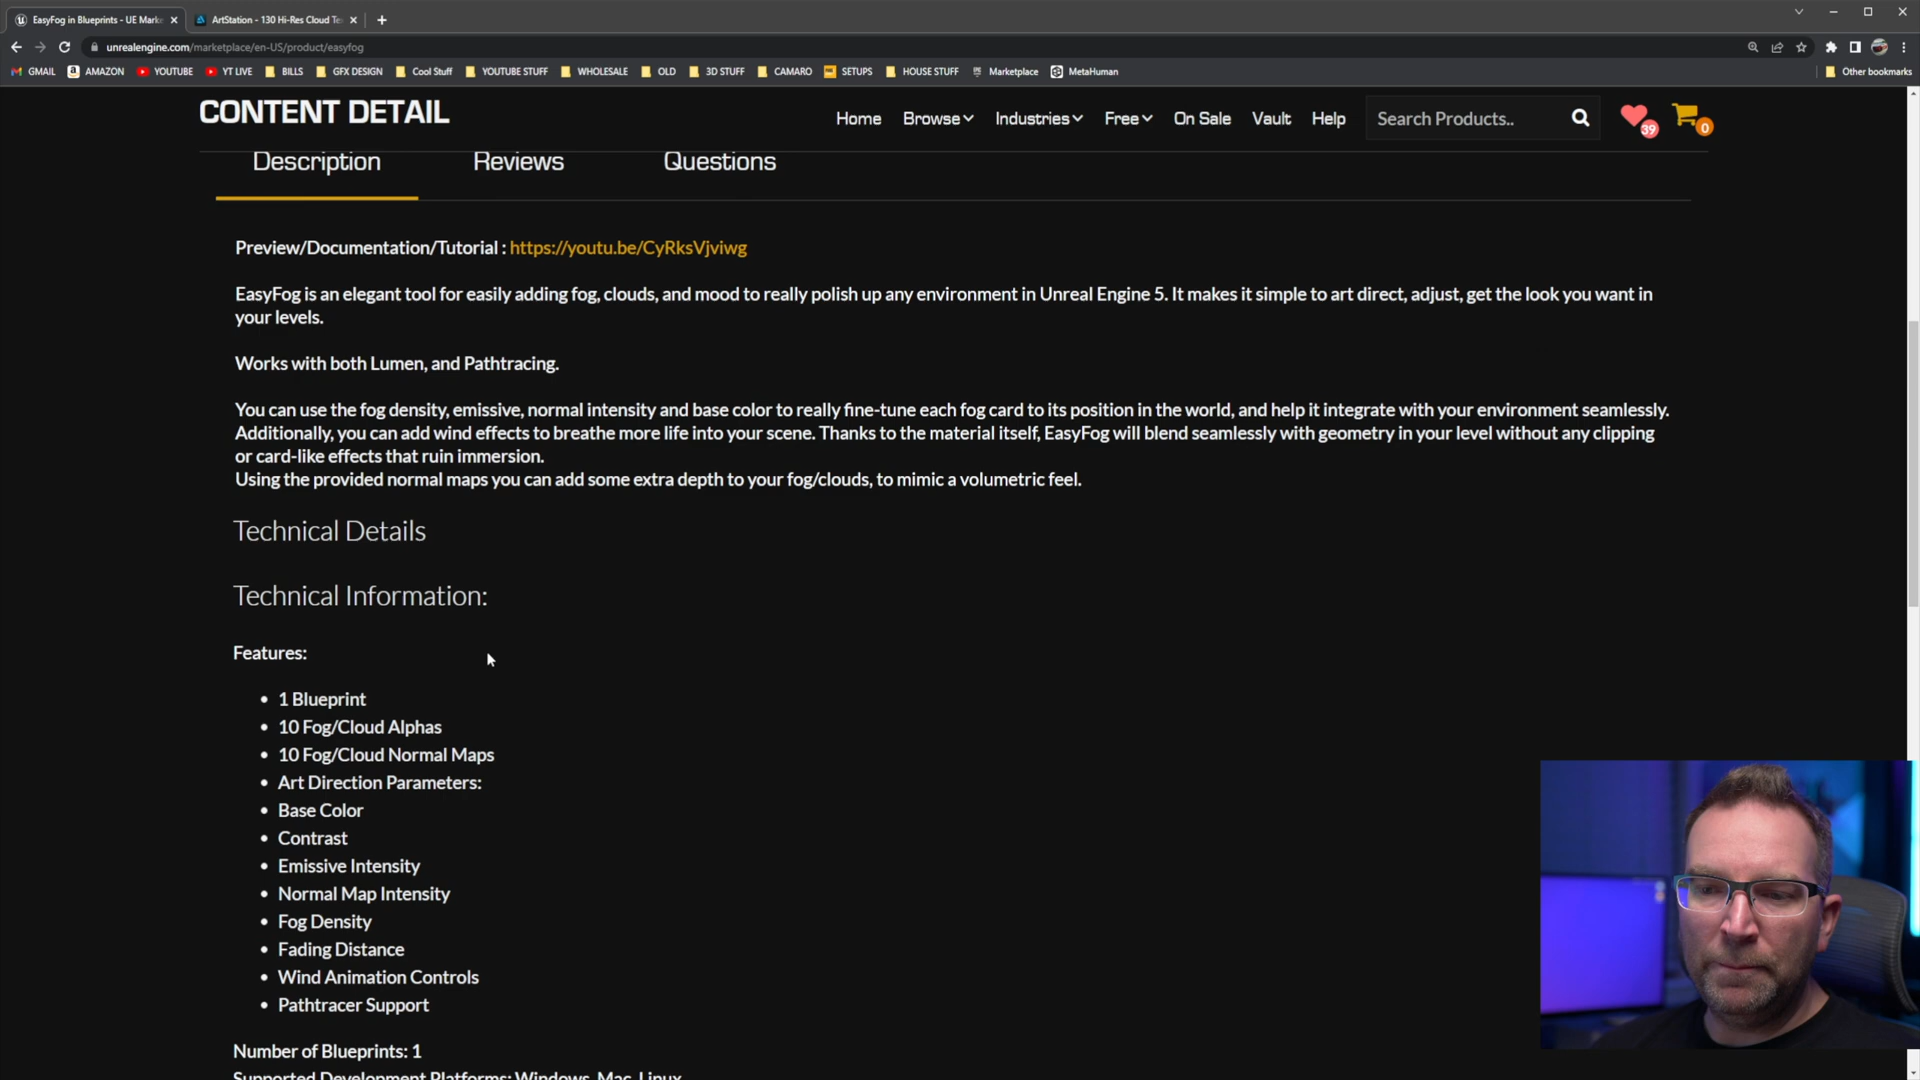 EasyFog in Blueprints - UE Mark
ArtStation - 130 Hi-Res Cloud Te
unrealengine.com/marketplace/en-US/product/easyfog
GMAIL AMAZON YOUTUBE YT LIVE BILLS GFX DESIGN Cool Stuff YOUTUBE STUFF WHOLESALE OLD 3D STUFF CAMARO SETUPS HOUSE STUFF Marketplace MetaHuman Other bookmarks
CONTENT DETAIL
Home Browse Industries Free On Sale Vault Help Search Products.. 39 0
Description Reviews Questions
Preview/Documentation/Tutorial : https://youtu.be/CyRksVjviwg
EasyFog is an elegant tool for easily adding fog, clouds, and mood to really polish up any environment in Unreal Engine 5. It makes it simple to art direct, adjust, get the look you want in
your levels.
Works with both Lumen, and Pathtracing.
You can use the fog density, emissive, normal intensity and base color to really fine-tune each fog card to its position in the world, and help it integrate with your environment seamlessly.
Additionally, you can add wind effects to breathe more life into your scene. Thanks to the material itself, EasyFog will blend seamlessly with geometry in your level without any clipping
or card-like effects that ruin immersion.
Using the provided normal maps you can add some extra depth to your fog/clouds, to mimic a volumetric feel.
Technical Details
Technical Information:
Features:
• 1 Blueprint
• 10 Fog/Cloud Alphas
• 10 Fog/Cloud Normal Maps
• Art Direction Parameters:
• Base Color
• Contrast
• Emissive Intensity
• Normal Map Intensity
• Fog Density
• Fading Distance
• Wind Animation Controls
• Pathtracer Support
Number of Blueprints: 1
Supported Development Platforms: Windows, Mac, Linux